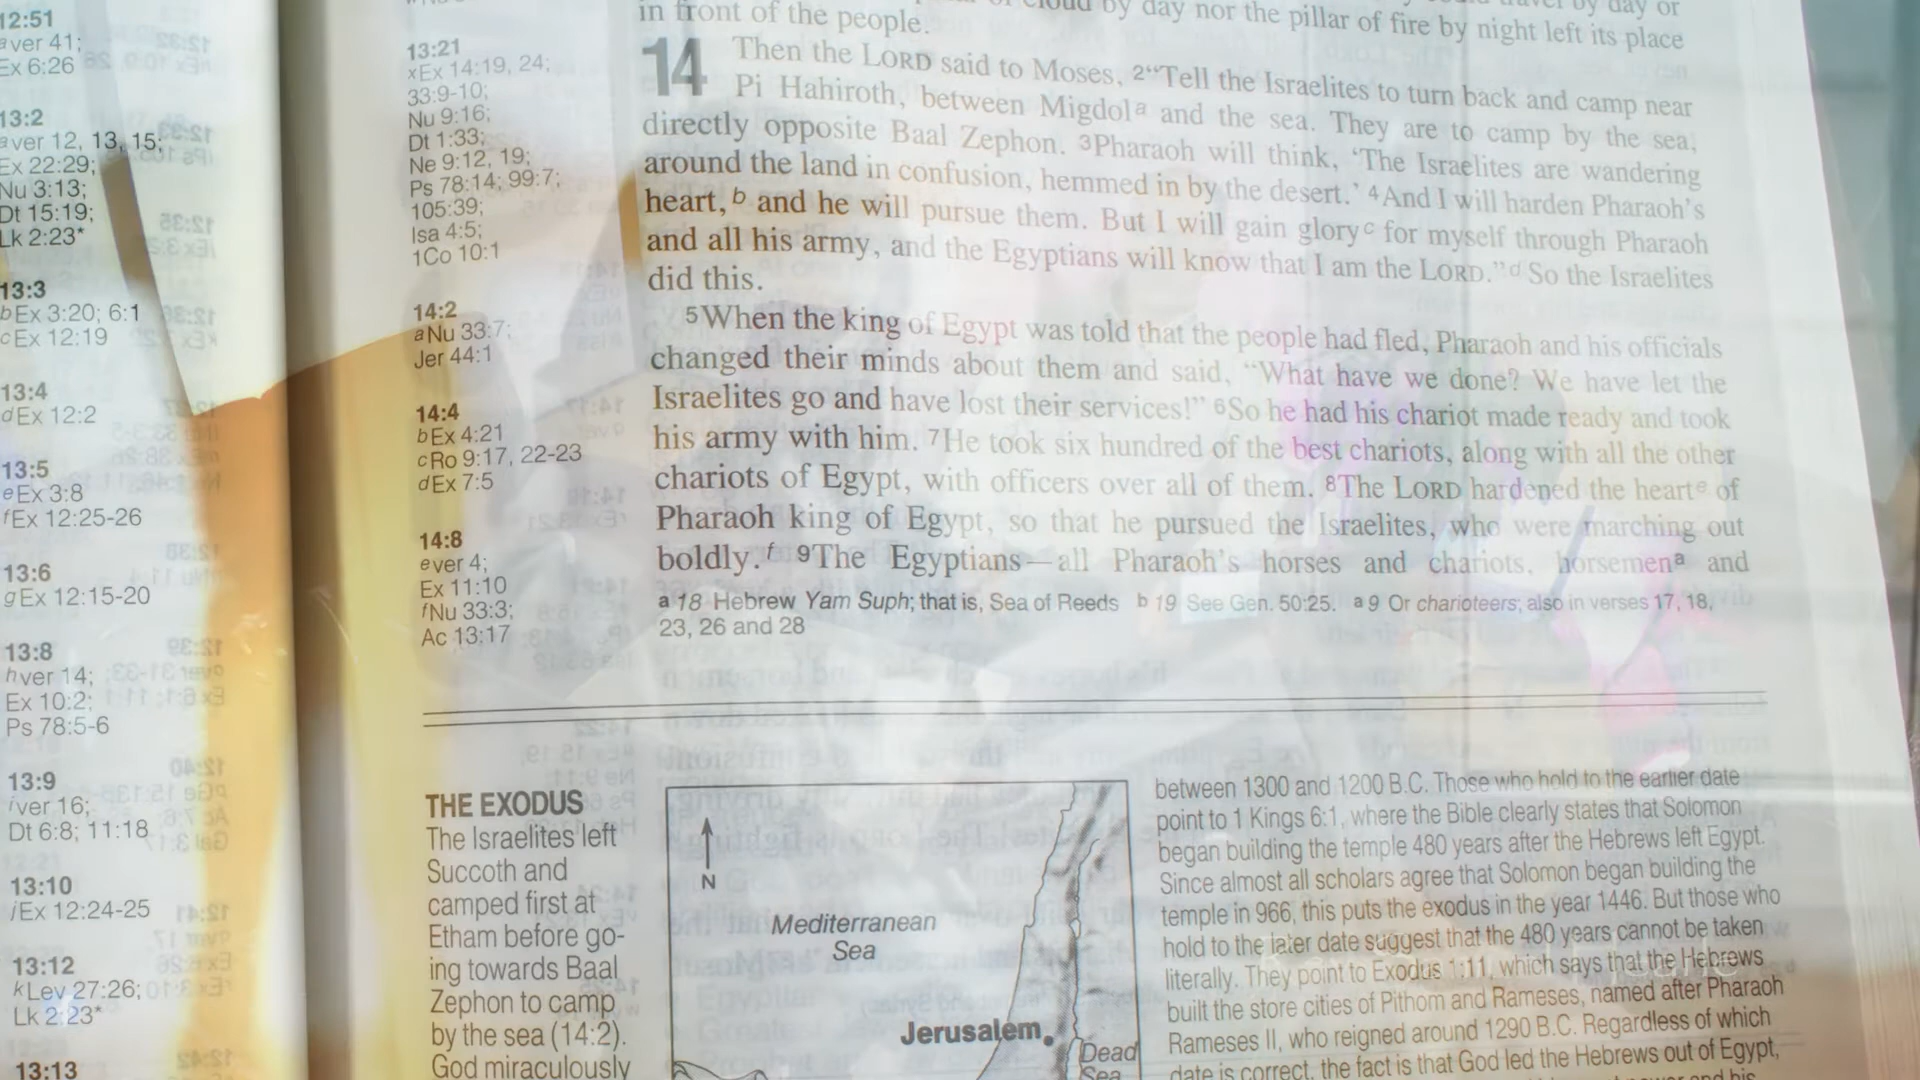 12:51
aver 41;
Ex 6:26
13:2
aver 12, 13, 15;
Ex 22:29;
Nu 3:13;
Dt 15:19;
Lk 2:23*
13:3
bEx 3:20; 6:1
cEx 12:19
13:4
dEx 12:2
13:5
eEx 3:8
fEx 12:25-26
13:6
gEx 12:15-20
13:8
hver 14;
Ex 10:2;
Ps 78:5-6
13:9
iver 16;
Dt 6:8; 11:18
13:10
jEx 12:24-25
13:12
kLev 27:26;
Lk 2:23*
13:13
13:21
xEx 14:19, 24;
33:9-10;
Nu 9:16;
Dt 1:33;
Ne 9:12, 19;
Ps 78:14; 99:7;
105:39;
Isa 4:5;
1Co 10:1
14:2
aNu 33:7;
Jer 44:1
14:4
bEx 4:21
cRo 9:17, 22-23
dEx 7:5
14:8
ever 4;
Ex 11:10
fNu 33:3;
Ac 13:17
cloud by day nor the pillar of fire by night left its place
in front of the people.
14 Then the LORD said to Moses, 2“Tell the Israelites to turn back and camp near
Pi Hahiroth, between Migdola and the sea. They are to camp by the sea,
directly opposite Baal Zephon. 3Pharaoh will think, ‘The Israelites are wandering
around the land in confusion, hemmed in by the desert.’ 4And I will harden Pharaoh’s
heart,b and he will pursue them. But I will gain gloryc for myself through Pharaoh
and all his army, and the Egyptians will know that I am the LORD.”d So the Israelites
did this.
5When the king of Egypt was told that the people had fled, Pharaoh and his officials
changed their minds about them and said, “What have we done? We have let the
Israelites go and have lost their services!” 6So he had his chariot made ready and took
his army with him. 7He took six hundred of the best chariots, along with all the other
chariots of Egypt, with officers over all of them. 8The LORD hardened the hearte of
Pharaoh king of Egypt, so that he pursued the Israelites, who were marching out
boldly.f 9The Egyptians—all Pharaoh’s horses and chariots, horsemena and
a 18 Hebrew Yam Suph; that is, Sea of Reeds b 19 See Gen. 50:25. a 9 Or charioteers; also in verses 17, 18,
23, 26 and 28
THE EXODUS
The Israelites left
Succoth and
camped first at
Etham before go-
ing towards Baal
Zephon to camp
by the sea (14:2).
God miraculously
N
Mediterranean
Sea
Jerusalem
Dead
Sea
between 1300 and 1200 B.C. Those who hold to the earlier date
point to 1 Kings 6:1, where the Bible clearly states that Solomon
began building the temple 480 years after the Hebrews left Egypt.
Since almost all scholars agree that Solomon began building the
temple in 966, this puts the exodus in the year 1446. But those who
hold to the later date suggest that the 480 years cannot be taken
literally. They point to Exodus 1:11, which says that the Hebrews
built the store cities of Pithom and Rameses, named after Pharaoh
Rameses II, who reigned around 1290 B.C. Regardless of which
date is correct, the fact is that God led the Hebrews out of Egypt,